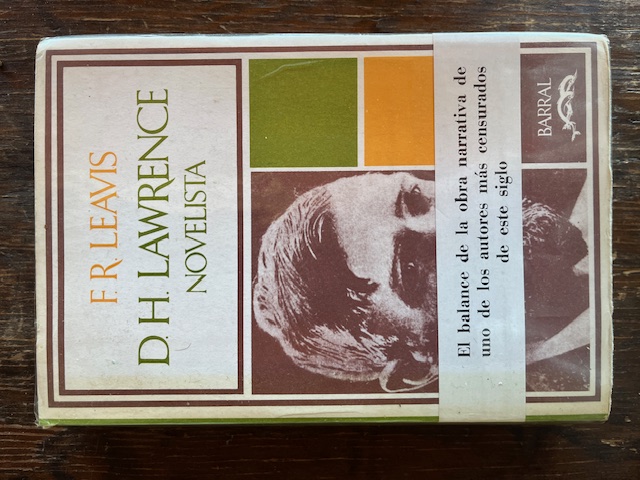 F. R. LEAVIS
D. H. LAWRENCE
NOVELISTA
El balance de la obra narrativa de
uno de los autores más censurados
de este siglo
BARRAL